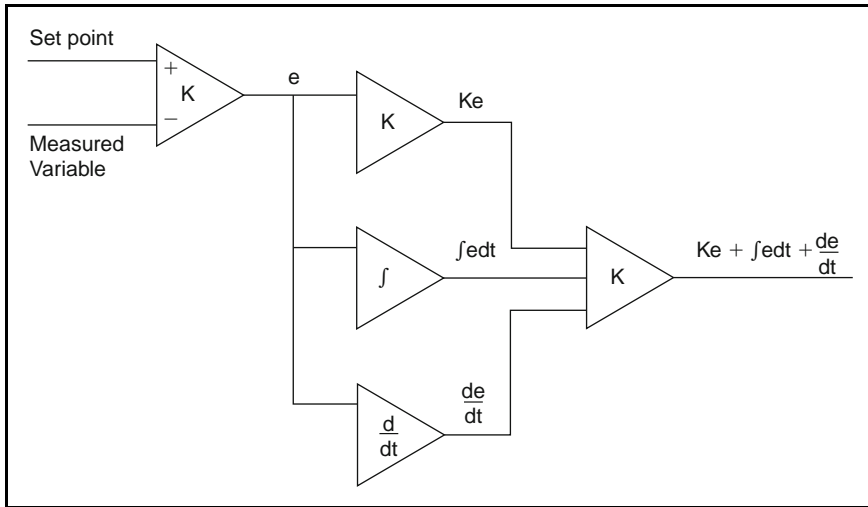 Set point
+
K
−
Measured
Variable
e
K
Ke
∫
∫edt
d
dt
de
dt
K
Ke + ∫edt + de
dt